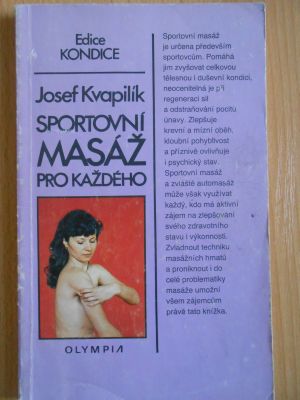 Edice
KONDICE
Josef Kvapilík
SPORTOVNÍ
MASÁŽ
PRO KAŽDÉHO
OLYMPIA
Sportovní masáž
je určena především
sportovcům. Pomáhá
jim zvyšovat celkovou
tělesnou i duševní kondici,
neocenitelná je při
regeneraci sil
a odstraňování pocitu
únavy. Zlepšuje
krevní a mízní oběh,
kloubní pohyblivost
a příznivě ovlivňuje
i psychický stav.
Sportovní masáž
a zvláště automasáž
může však využívat
každý, kdo má aktivní
zájem na zlepšování
svého zdravotního
stavu i výkonnosti.
Zvládnout techniku
masážních hmatů
a proniknout i do
celé problematiky
masáže umožní
všem zájemcům
právě tato knížka.